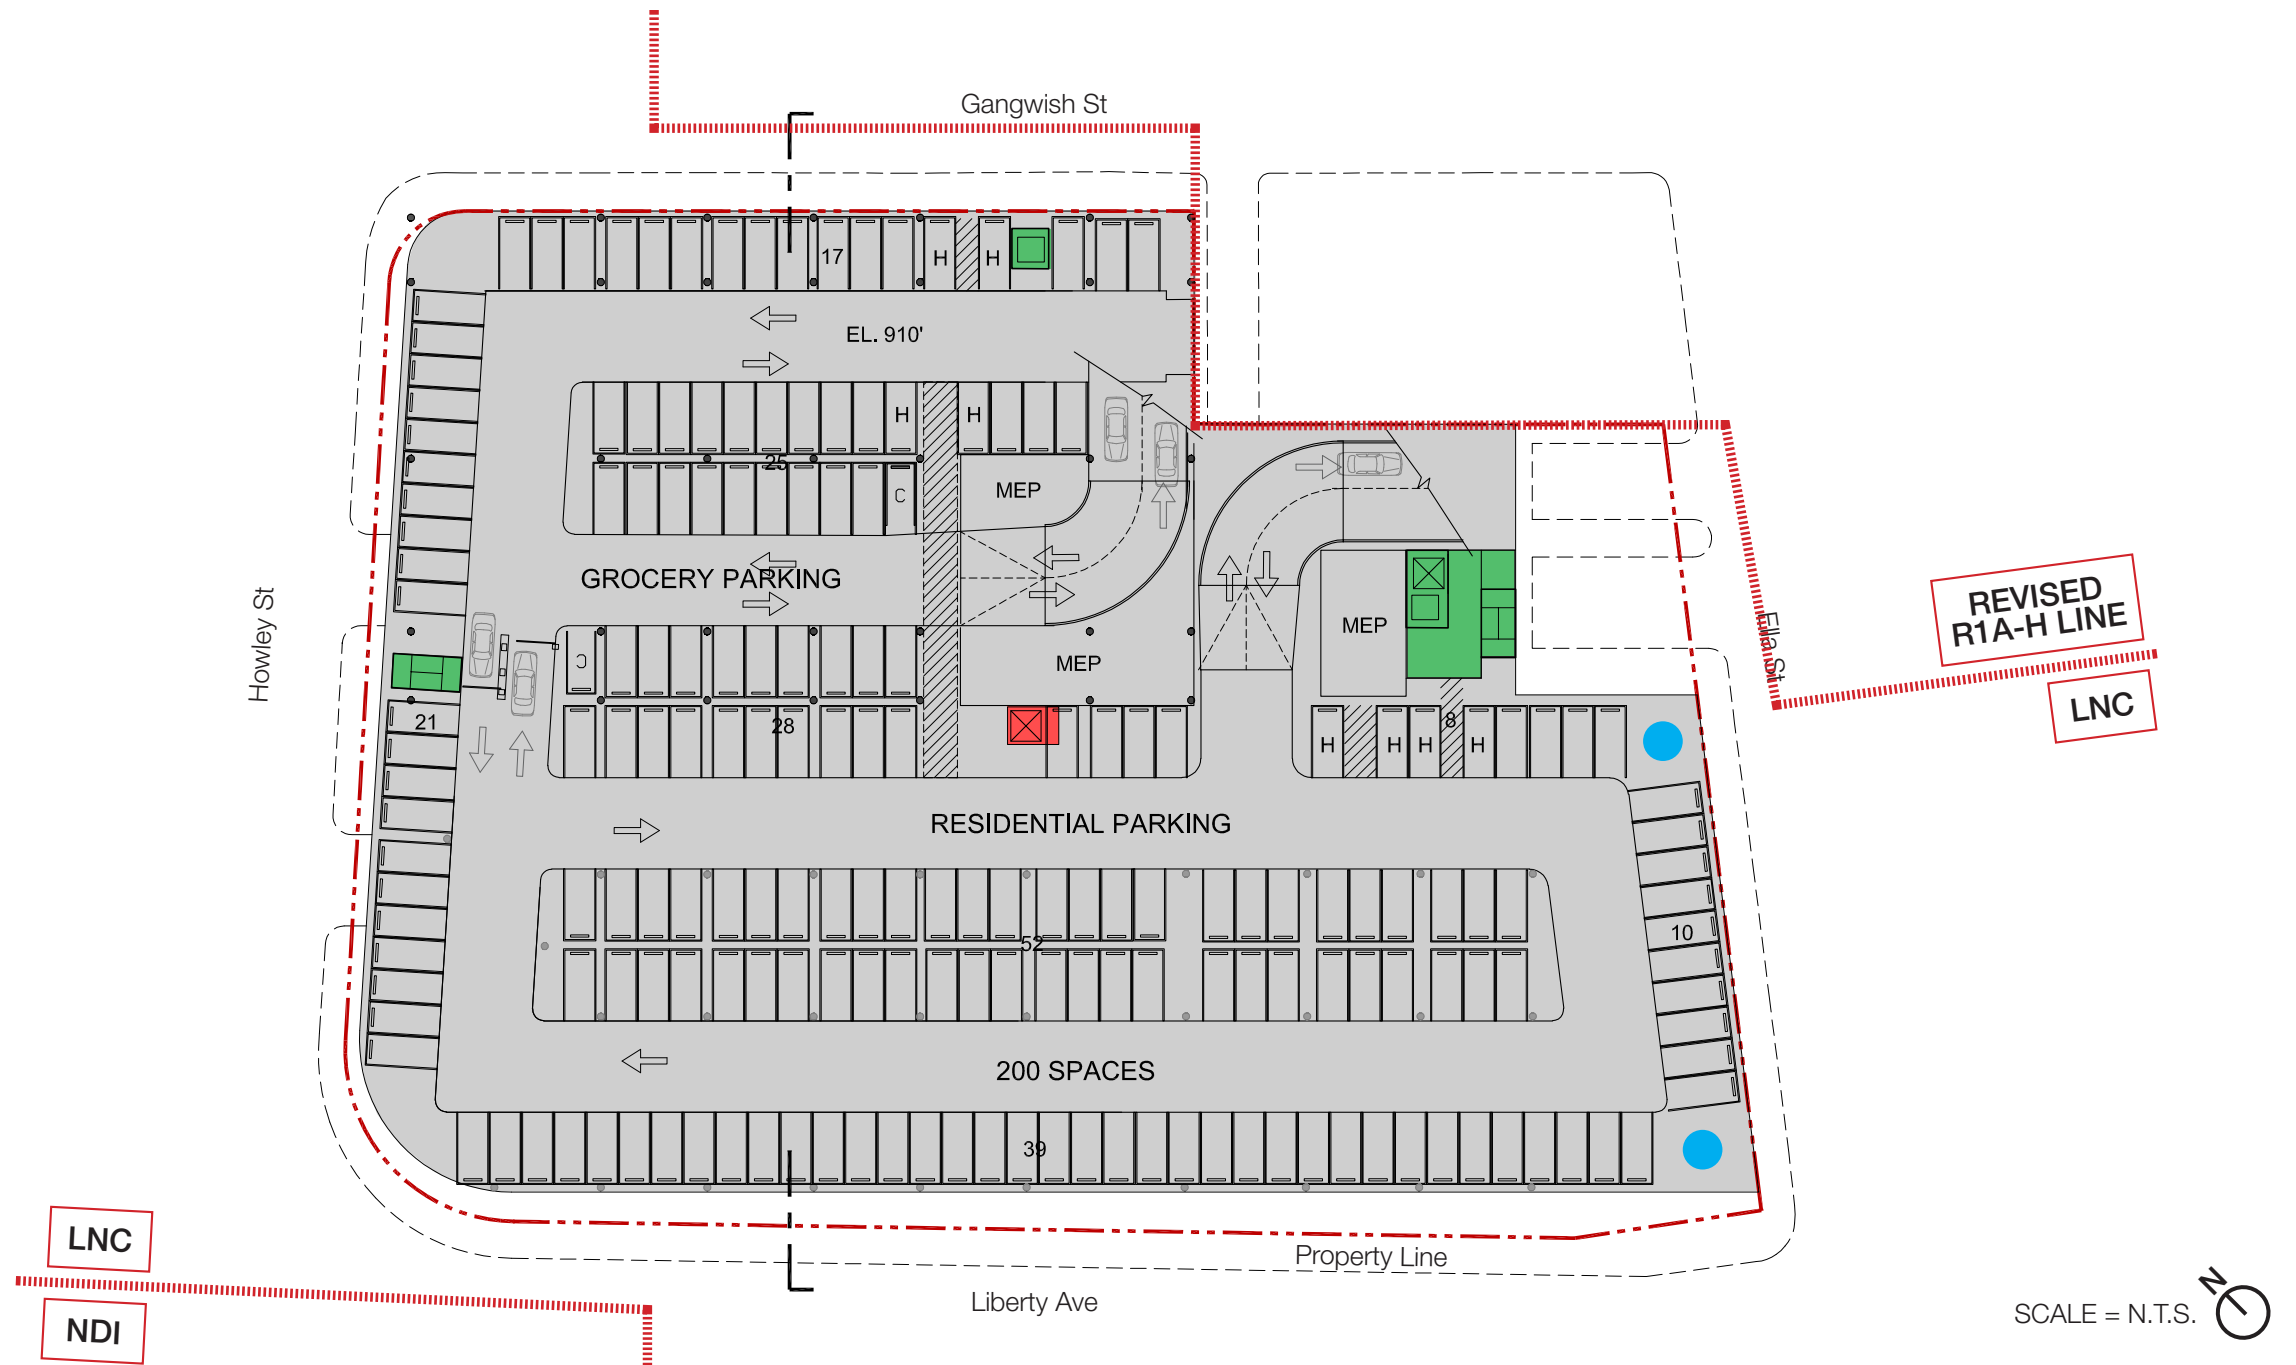 Gangwish St
17
H
H
EL. 910'
H
H
25
C
MEP
GROCERY PARKING
MEP
REVISED
R1A-H LINE
Ella St
Howley St
C
MEP
LNC
21
28
8
H
H
H
H
RESIDENTIAL PARKING
10
52
200 SPACES
39
LNC
Property Line
NDI
Liberty Ave
N
SCALE = N.T.S.